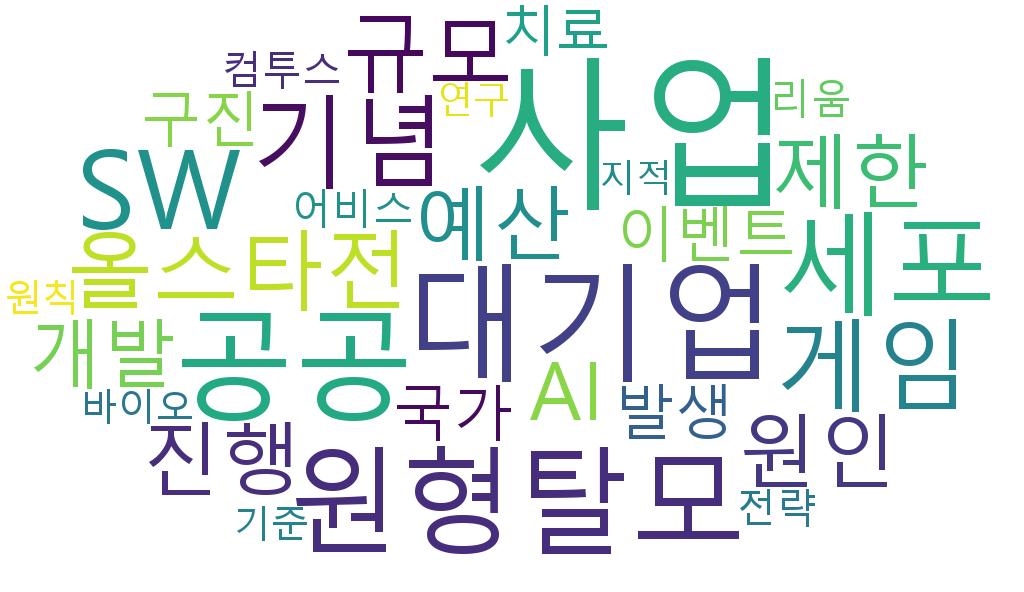 치료
규모
컴투스
사업
연구
리움
구진
기념
제한
SW
지적
어비스
예산
이벤트
세포
올스타전
대기업
원칙
공공
개발
게임
AI
국가
발생
바이오
진행
원인
원형탈모
전략
기준